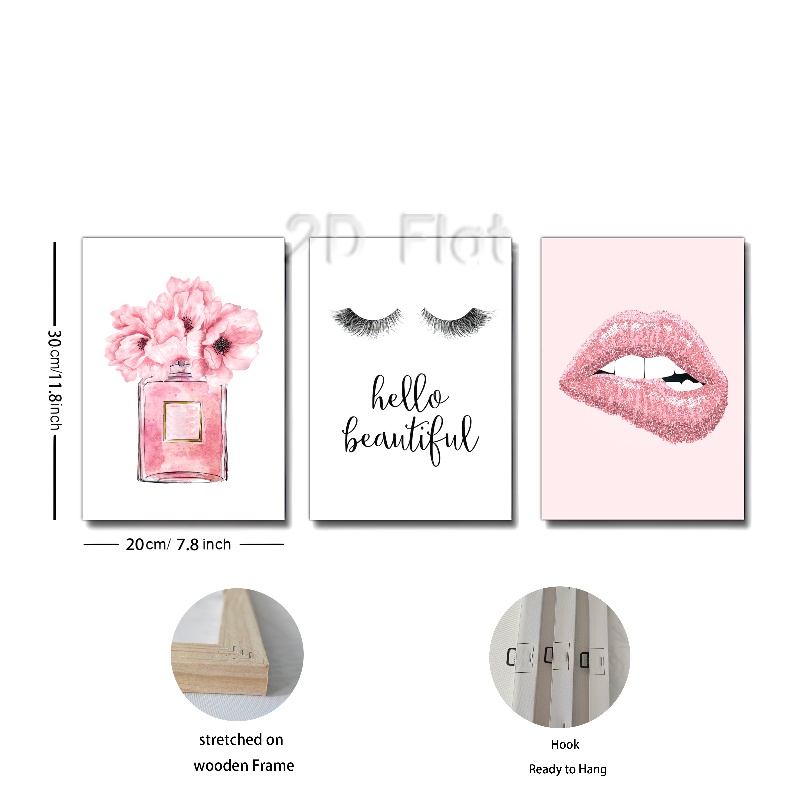 2D Flat
30cm/11.8inch
hello
beautiful
20cm/ 7.8 inch
stretched on
wooden Frame
Hook
Ready to Hang